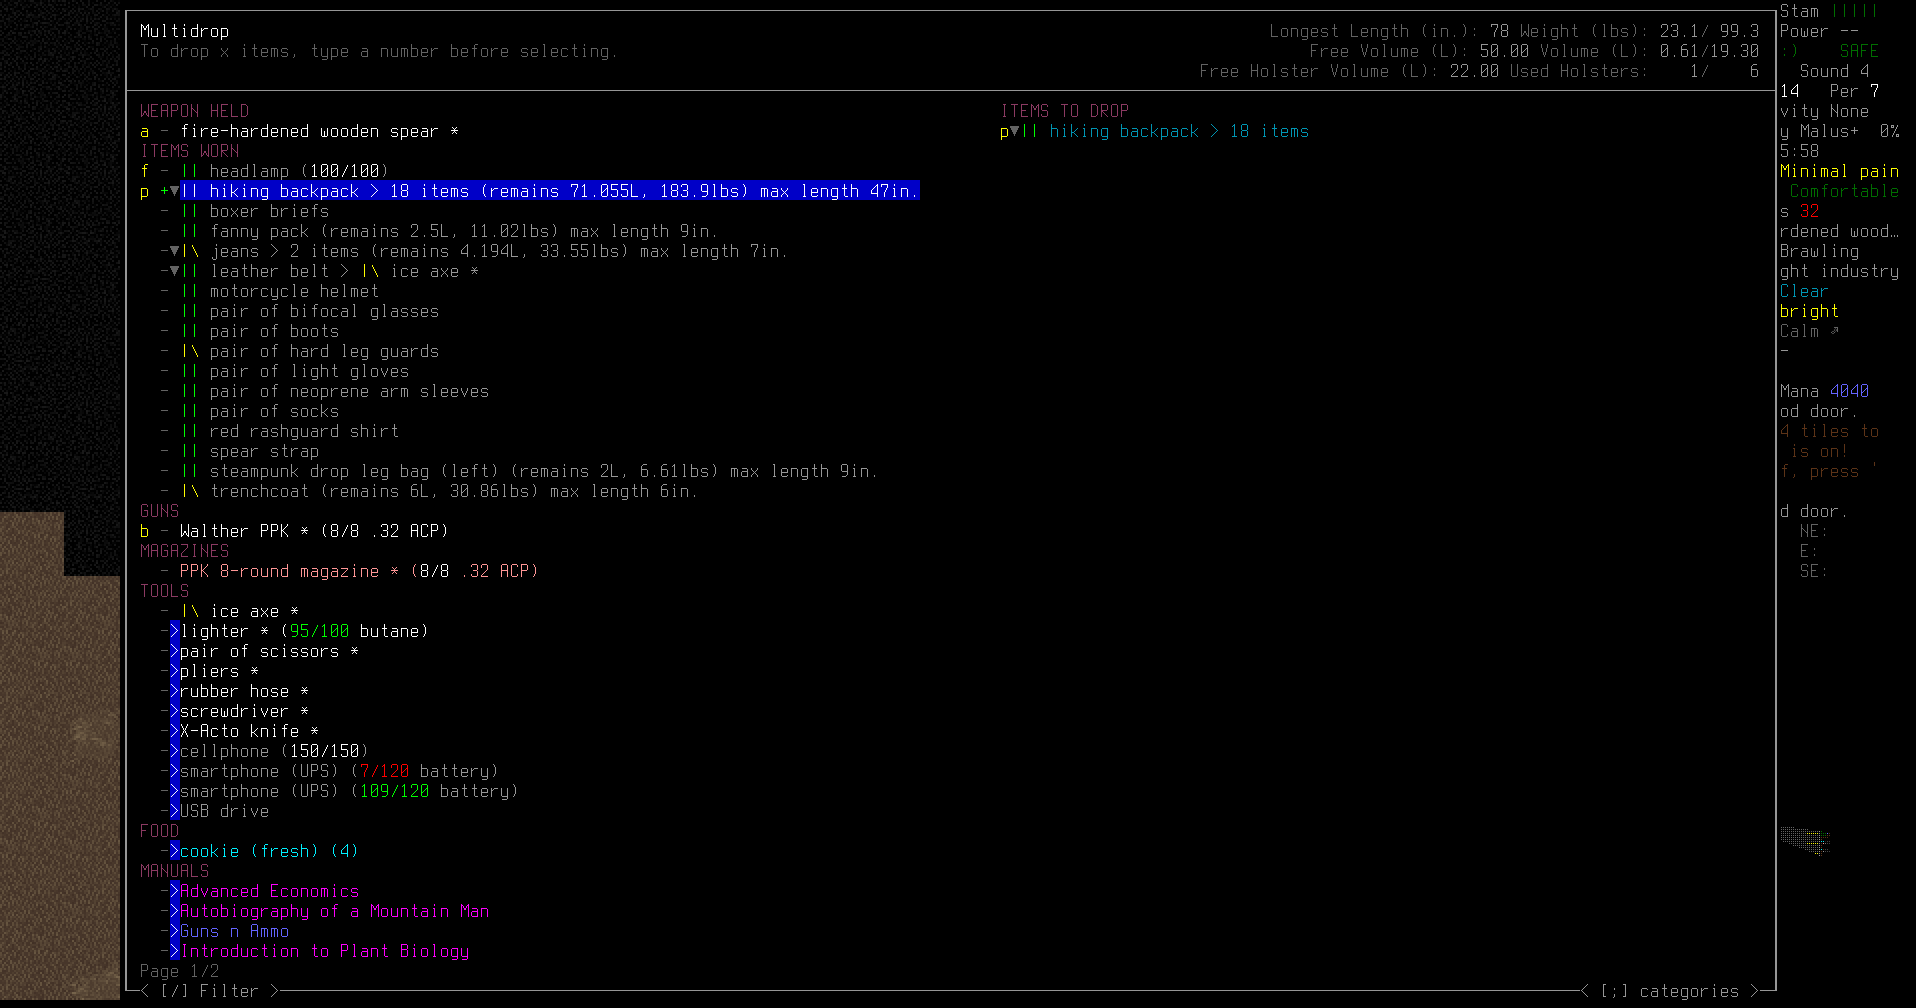 Multidrop
To drop x items, type a number before selecting.
Longest Length (in.): 78 Weight (lbs): 23.1/ 99.3
Free Volume (L): 50.00 Volume (L): 0.61/19.30
Free Holster Volume (L): 22.00 Used Holsters: 1/ 6
WEAPON HELD
a - fire-hardened wooden spear *
ITEMS WORN
f - || headlamp (100/100)
p +▼|| hiking backpack > 18 items (remains 71.055L, 183.9lbs) max length 47in.
- || boxer briefs
- || fanny pack (remains 2.5L, 11.02lbs) max length 9in.
-▼|\ jeans > 2 items (remains 4.194L, 33.55lbs) max length 7in.
-▼|| leather belt > |\ ice axe *
- || motorcycle helmet
- || pair of bifocal glasses
- || pair of boots
- |\ pair of hard leg guards
- || pair of light gloves
- || pair of neoprene arm sleeves
- || pair of socks
- || red rashguard shirt
- || spear strap
- || steampunk drop leg bag (left) (remains 2L, 6.61lbs) max length 9in.
- |\ trenchcoat (remains 6L, 30.86lbs) max length 6in.
GUNS
b - Walther PPK * (8/8 .32 ACP)
MAGAZINES
- PPK 8-round magazine * (8/8 .32 ACP)
TOOLS
- |\ ice axe *
->lighter * (95/100 butane)
->pair of scissors *
->pliers *
->rubber hose *
->screwdriver *
->X-Acto knife *
->cellphone (150/150)
->smartphone (UPS) (7/120 battery)
->smartphone (UPS) (109/120 battery)
->USB drive
FOOD
->cookie (fresh) (4)
MANUALS
->Advanced Economics
->Autobiography of a Mountain Man
->Guns n Ammo
->Introduction to Plant Biology
Page 1/2
< [/] Filter >
< [;] categories >
ITEMS TO DROP
p▼|| hiking backpack > 18 items
Stam |||||
Power --
:) SAFE
Sound 4
14 Per 7
vity None
y Malus+ 0%
5:58
Minimal pain
Comfortable
s 32
rdened wood…
Brawling
ght industry
Clear
bright
Calm ⇗
-
Mana 4040
od door.
4 tiles to
is on!
f, press '
d door.
NE:
E:
SE: